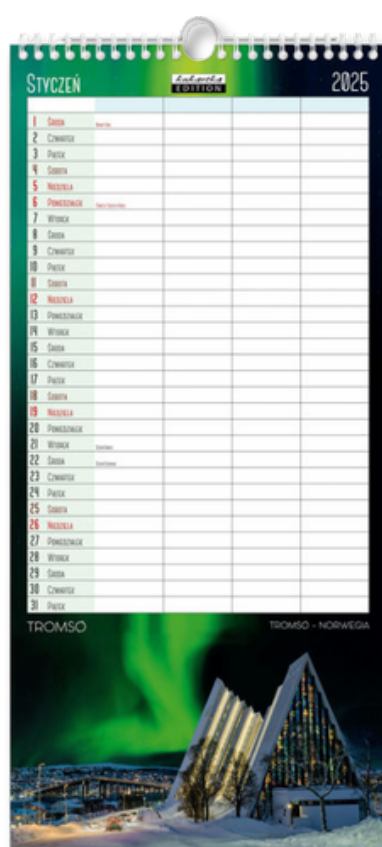 STYCZEŃ
EDITION
2025
1 ŚRODA
2 CZWARTEK
3 PIĄTEK
4 SOBOTA
5 NIEDZIELA
6 PONIEDZIAŁEK
7 WTOREK
8 ŚRODA
9 CZWARTEK
10 PIĄTEK
11 SOBOTA
12 NIEDZIELA
13 PONIEDZIAŁEK
14 WTOREK
15 ŚRODA
16 CZWARTEK
17 PIĄTEK
18 SOBOTA
19 NIEDZIELA
20 PONIEDZIAŁEK
21 WTOREK
22 ŚRODA
23 CZWARTEK
24 PIĄTEK
25 SOBOTA
26 NIEDZIELA
27 PONIEDZIAŁEK
28 WTOREK
29 ŚRODA
30 CZWARTEK
31 PIĄTEK
TROMSO
TROMSO - NORWEGIA